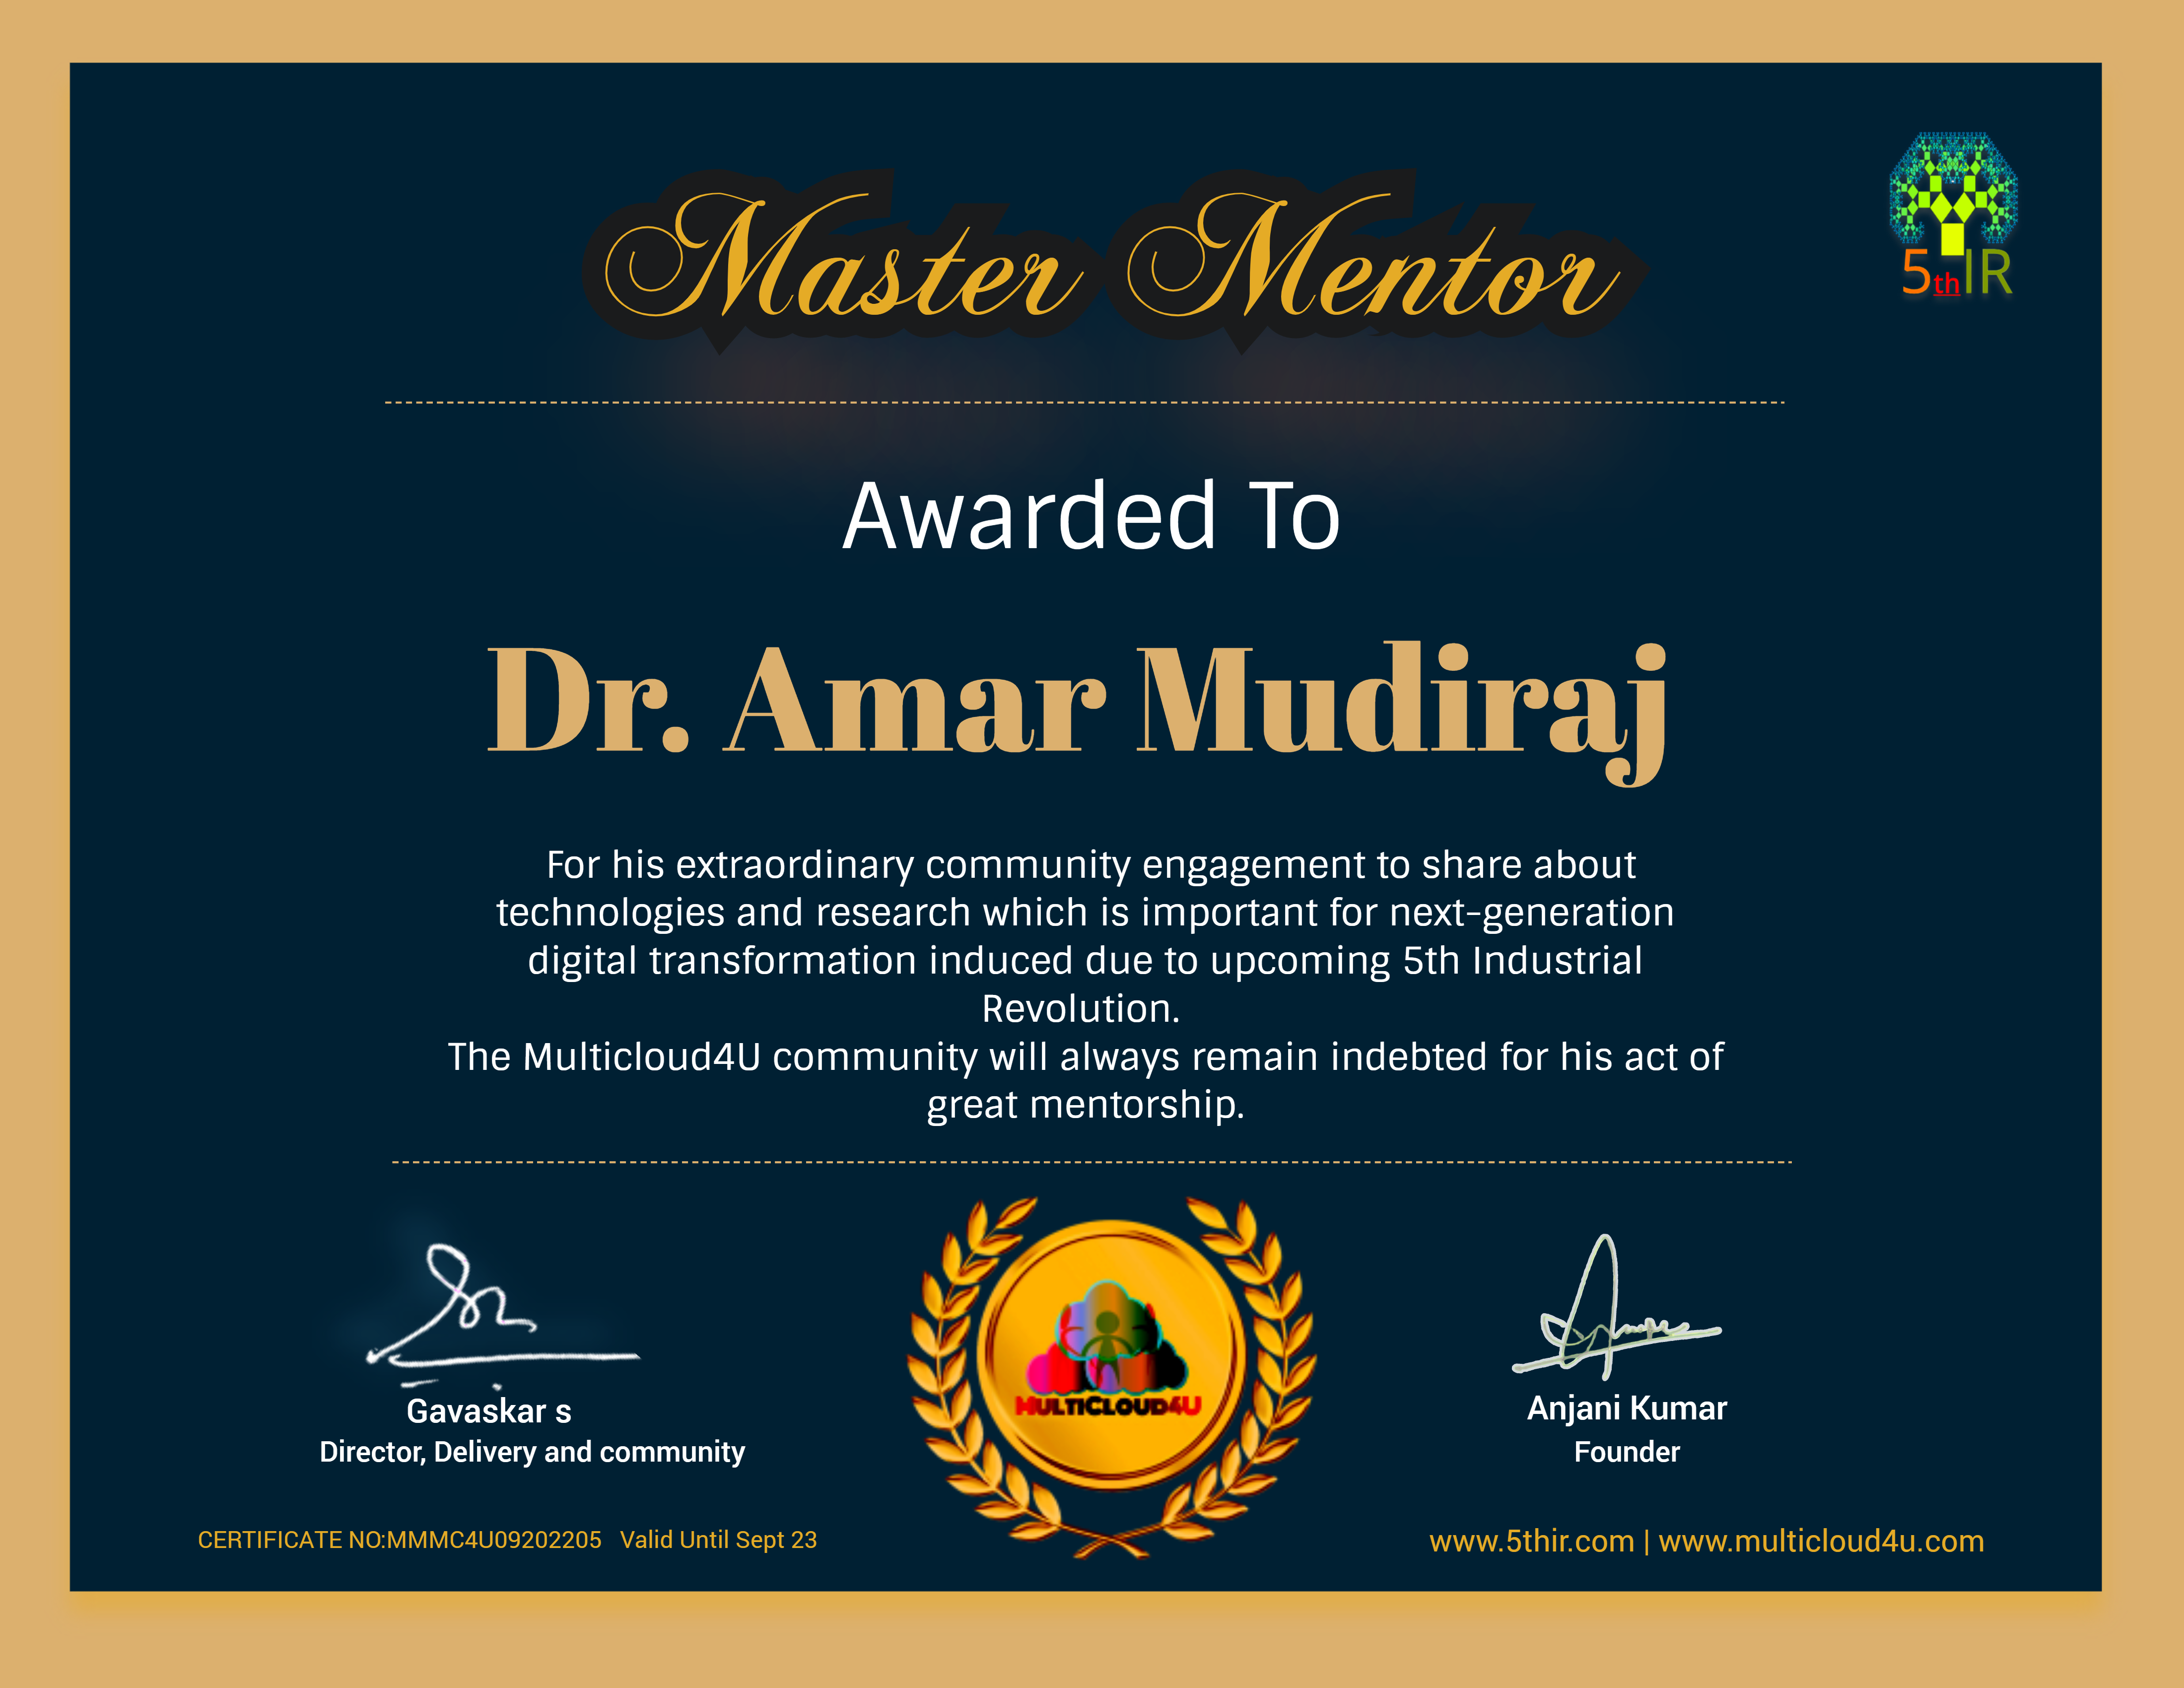 Master Mentor
5thIR
Awarded To
Dr. Amar Mudiraj
For his extraordinary community engagement to share about
technologies and research which is important for next-generation
digital transformation induced due to upcoming 5th Industrial
Revolution.
The Multicloud4U community will always remain indebted for his act of
great mentorship.
MULTICLOUD4U
Gavaskar s
Director, Delivery and community
Anjani Kumar
Founder
CERTIFICATE NO:MMMC4U09202205 Valid Until Sept 23
www.5thir.com | www.multicloud4u.com